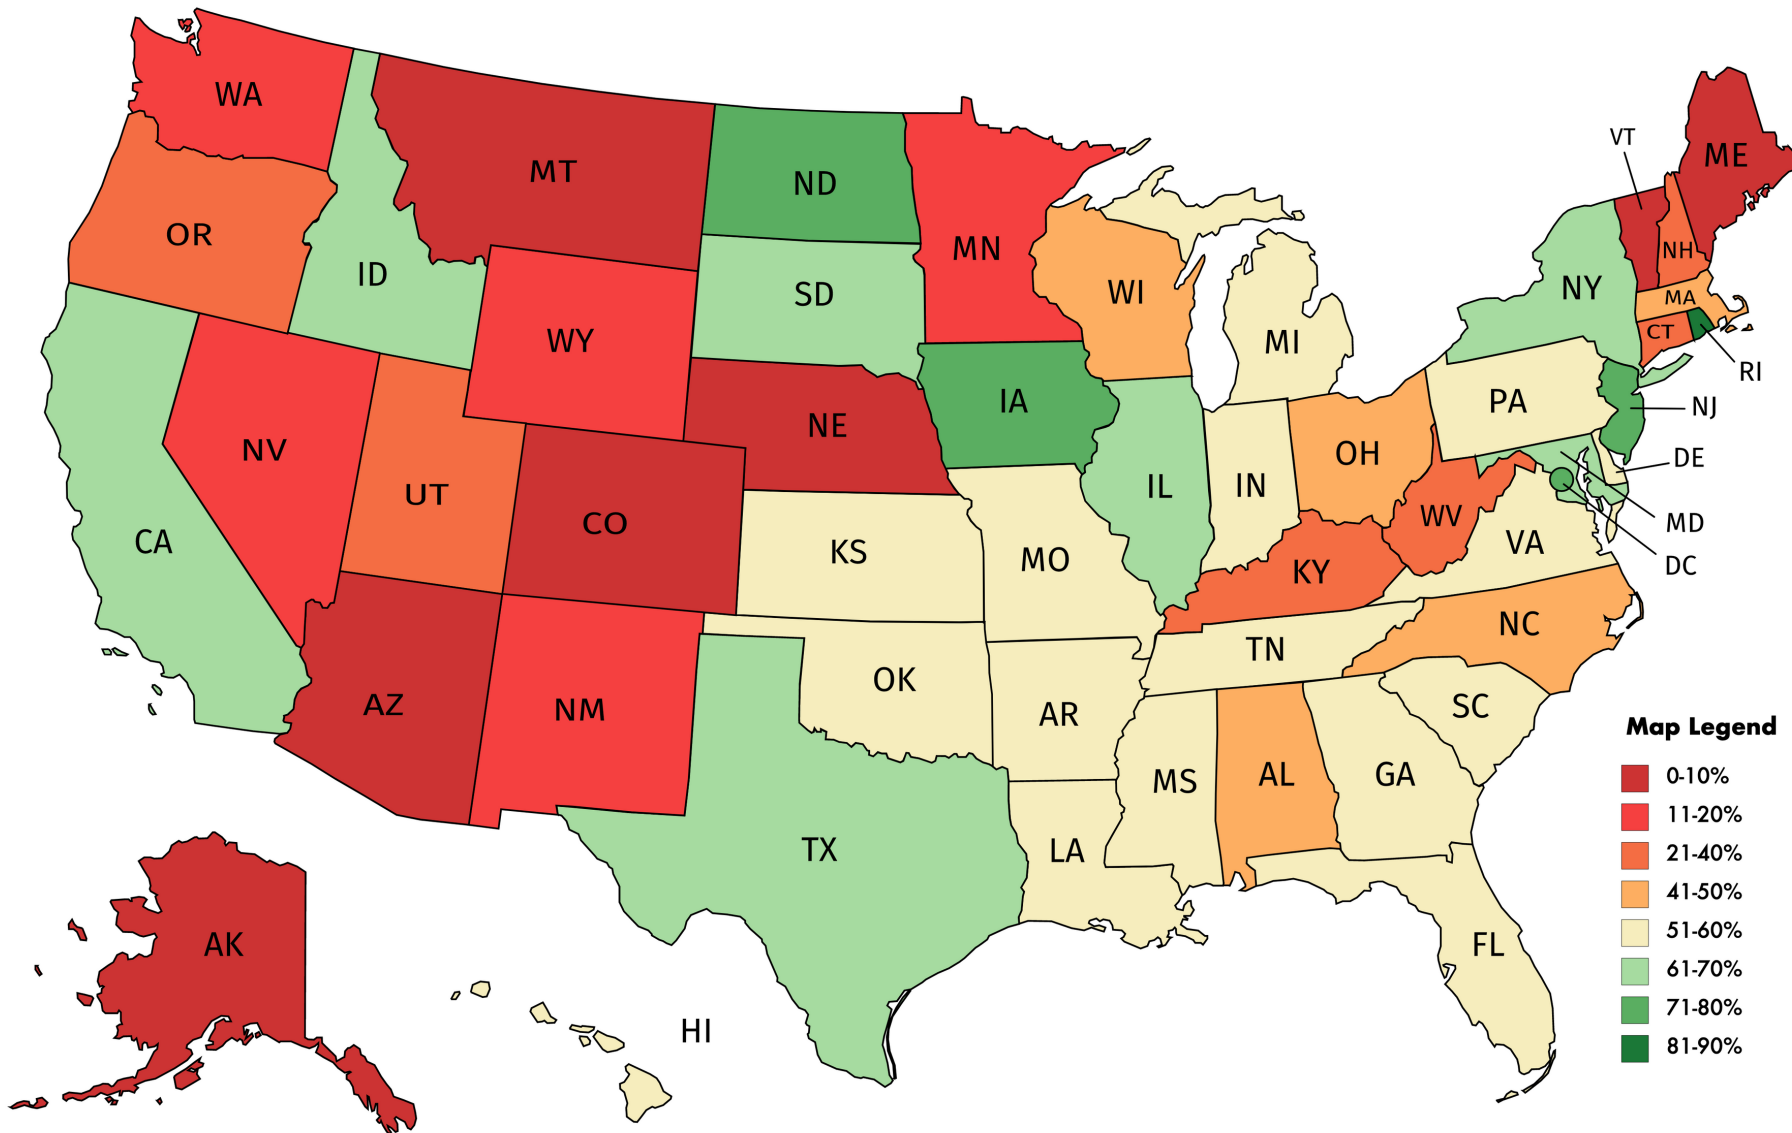 WA
MT
ME
VT
ND
OR
MN
NH
ID
SD
WI
NY
MA
WY
MI
CT
RI
IA
PA
NJ
NE
NV
OH
DE
UT
IL
IN
WV
CO
MD
CA
KS
MO
KY
VA
DC
NC
TN
OK
AZ
NM
AR
SC
Map Legend
MS
AL
GA
0-10%
11-20%
TX
LA
21-40%
41-50%
AK
FL
51-60%
61-70%
HI
71-80%
81-90%